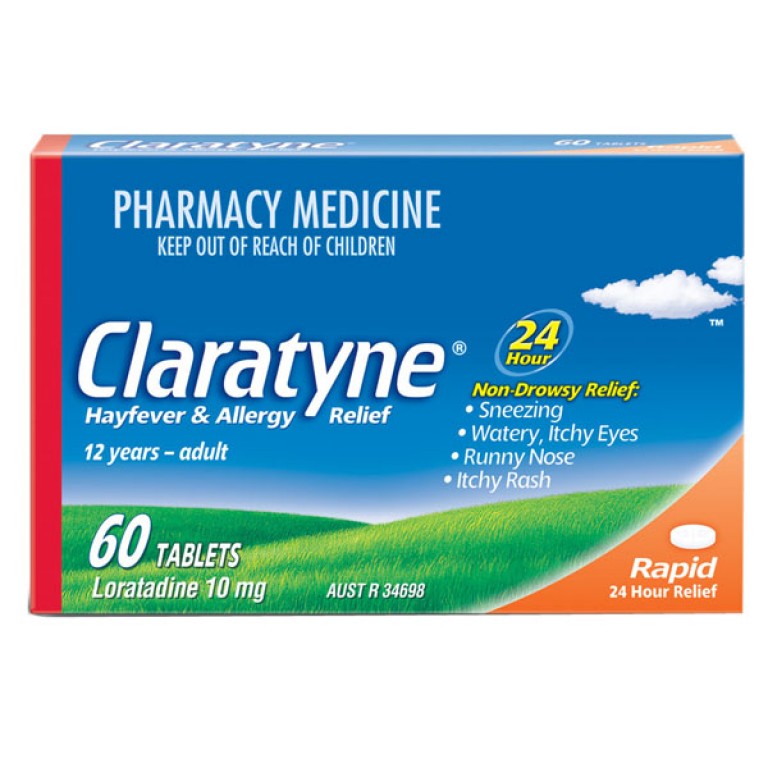 Claratyne
60 TABLETS Rapid
PHARMACY MEDICINE
KEEP OUT OF REACH OF CHILDREN
Claratyne®
Hayfever & Allergy Relief
12 years – adult
24
Hour
™
Non-Drowsy Relief:
• Sneezing
• Watery, Itchy Eyes
• Runny Nose
• Itchy Rash
60 TABLETS
Loratadine 10 mg
AUST R 34698
Rapid
24 Hour Relief